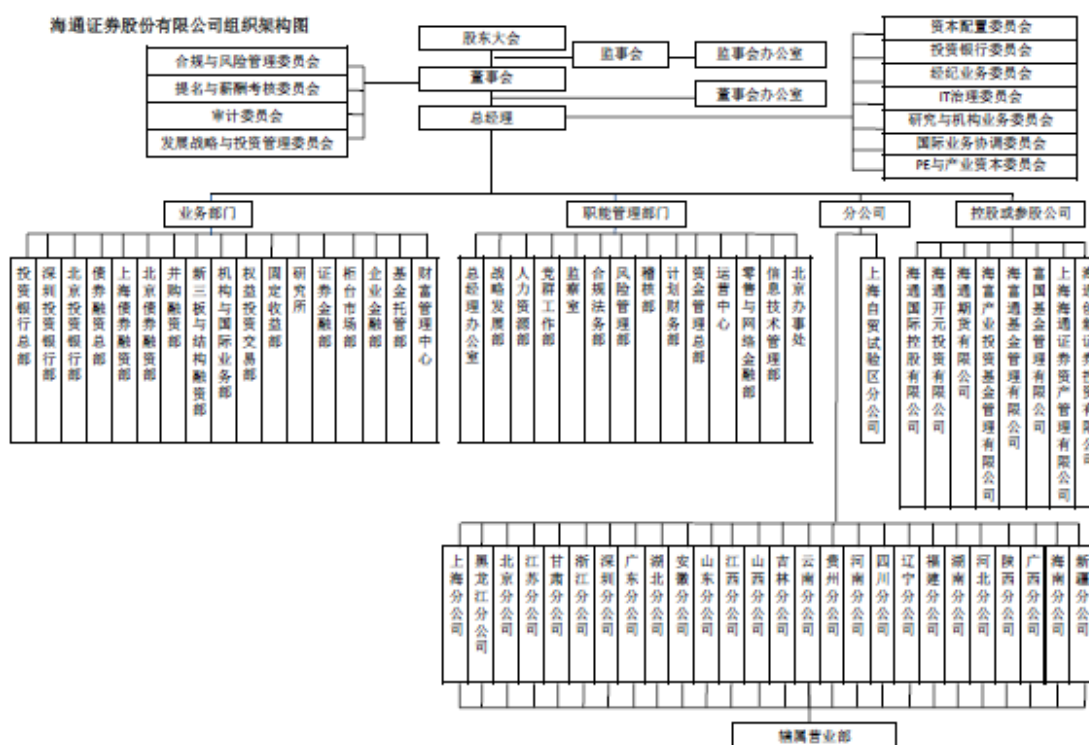 海通证券股份有限公司组织架构图
股东大会
监事会
监事会办公室
董事会
董事会办公室
总经理
合规与风险管理委员会
提名与薪酬考核委员会
审计委员会
发展战略与投资管理委员会
资本配置委员会
投资银行委员会
经纪业务委员会
IT治理委员会
研究与机构业务委员会
国际业务协调委员会
PE与产业资本委员会
业务部门
职能管理部门
分公司
控股或参股公司
投资银行总部
深圳投资银行部
北京投资银行部
债券融资总部
上海债券融资部
北京债券融资部
并购融资部
新三板与结构融资部
机构与国际业务部
权益投资交易部
固定收益部
研究所
证券金融部
柜台市场部
企业金融部
基金托管部
财富管理中心
总经理办公室
战略发展部
人力资源部
党群工作部
监察室
合规法务部
风险管理部
稽核部
计划财务部
资金管理总部
运营中心
零售与网络金融部
信息技术管理部
北京办事处
上海自贸试验区分公司
海通国际控股有限公司
海通开元投资有限公司
海通期货有限公司
海富产业投资基金管理有限公司
海富通基金管理有限公司
富国基金管理有限公司
上海海通证券资产管理有限公司
上海分公司
黑龙江分公司
北京分公司
江苏分公司
甘肃分公司
浙江分公司
深圳分公司
广东分公司
湖北分公司
安徽分公司
山东分公司
江西分公司
山西分公司
吉林分公司
云南分公司
贵州分公司
河南分公司
四川分公司
辽宁分公司
福建分公司
湖南分公司
河北分公司
陕西分公司
广西分公司
海南分公司
新疆分公司
辖属营业部